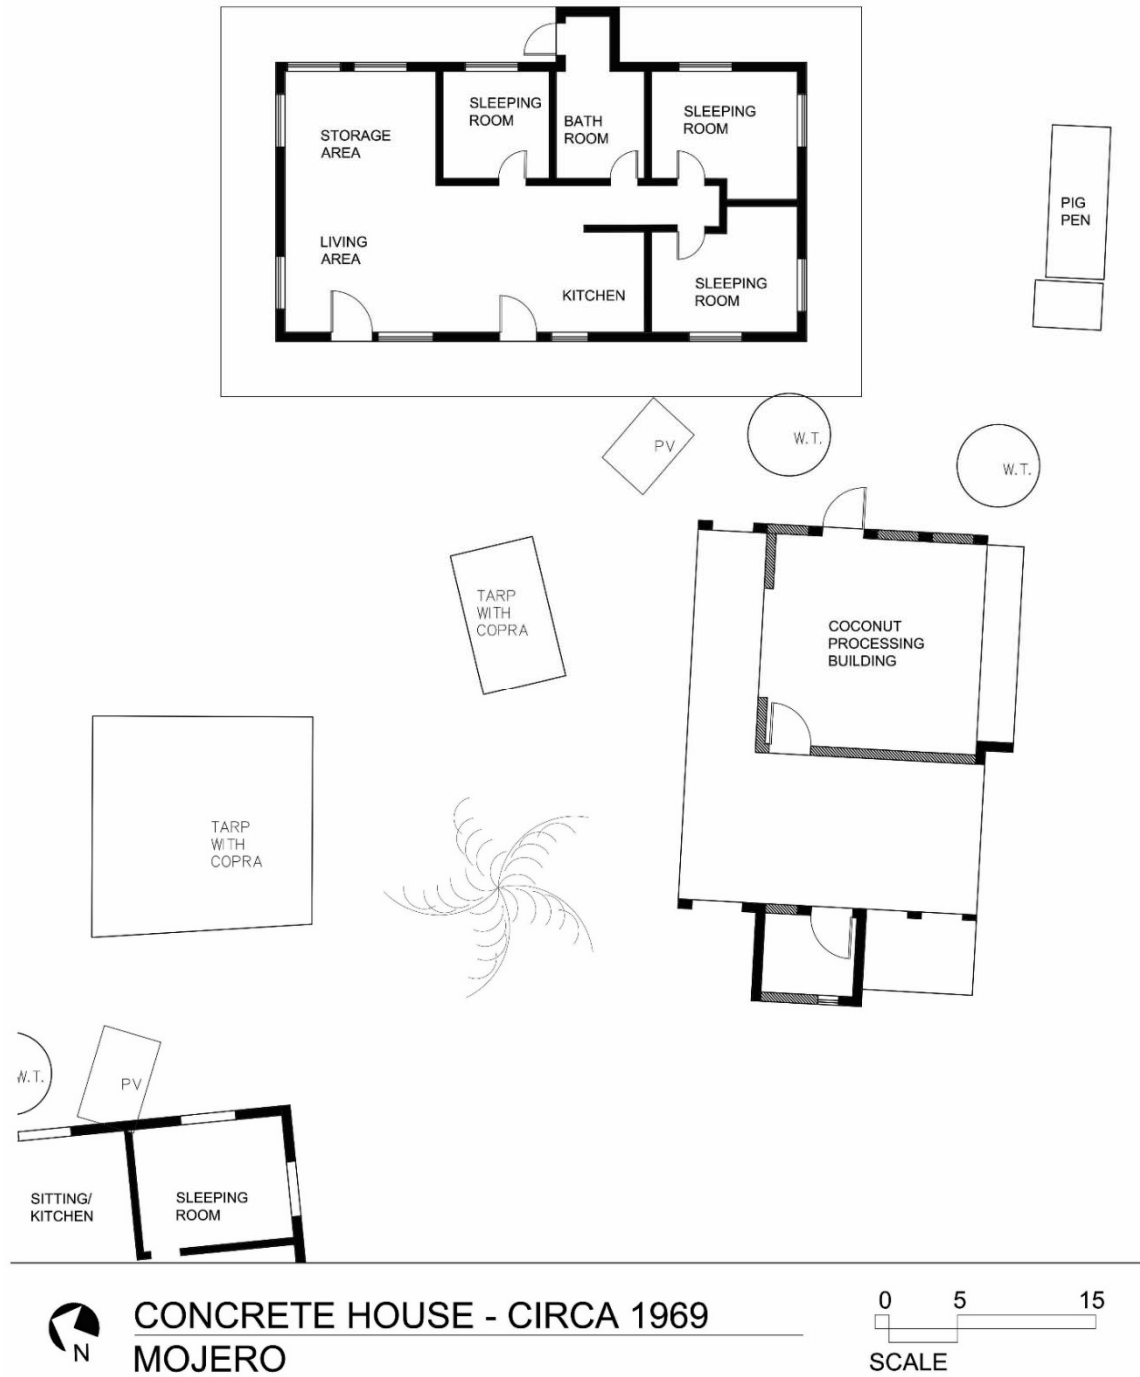 SLEEPING
ROOM
BATH
ROOM
SLEEPING
ROOM
STORAGE
AREA
PIG
PEN
LIVING
AREA
KITCHEN
SLEEPING
ROOM
PV
W.T.
W.T.
TARP
WITH
COPRA
COCONUT
PROCESSING
BUILDING
TARP
WITH
COPRA
W.T.
PV
SITTING/
KITCHEN
SLEEPING
ROOM
N
CONCRETE HOUSE - CIRCA 1969
MOJERO
0 5 15
SCALE